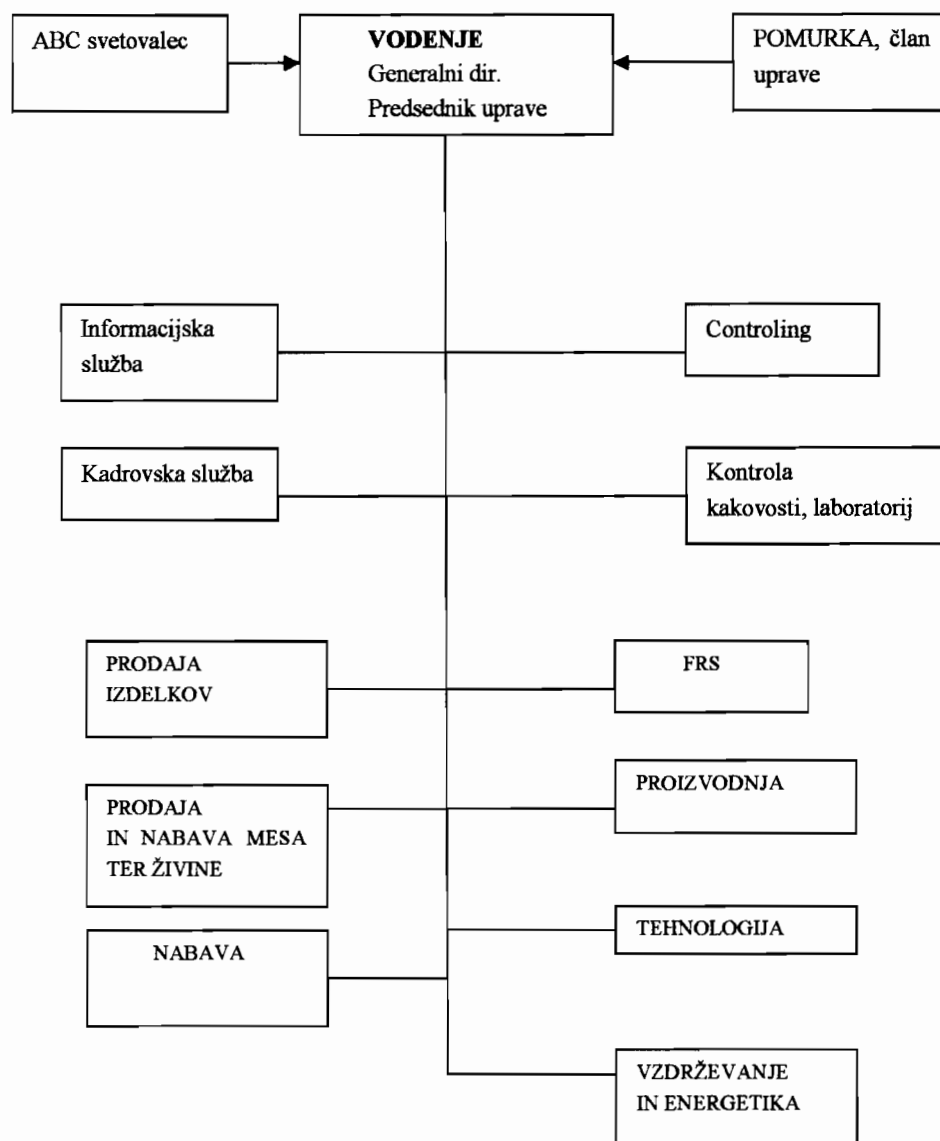 ABC svetovalec
VODENJE
Generalni dir.
Predsednik uprave
POMURKA, član
uprave
Informacijska
služba
Controling
Kadrovska služba
Kontrola
kakovosti, laboratorij
PRODAJA
IZDELKOV
FRS
PRODAJA
IN NABAVA MESA
TER ŽIVINE
PROIZVODNJA
NABAVA
TEHNOLOGIJA
VZDRŽEVANJE
IN ENERGETIKA